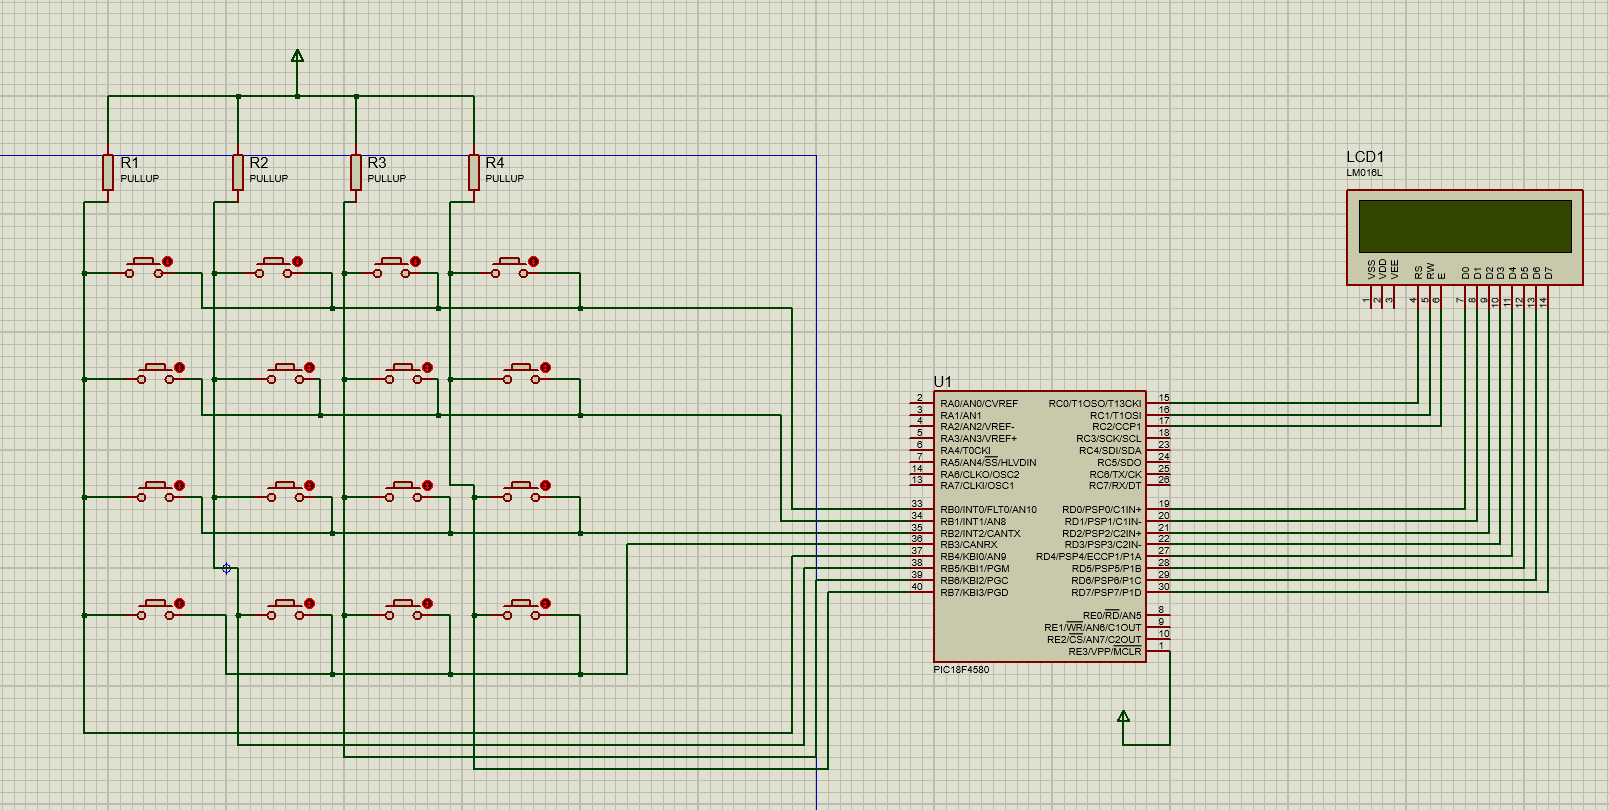 R1
PULLUP
R2
PULLUP
R3
PULLUP
R4
PULLUP
LCD1
LM016L
VSS
VDD
VEE
RS
RW
E
D0
D1
D2
D3
D4
D5
D6
D7
1
2
3
4
5
6
7
8
9
10
11
12
13
14
U1
2 RA0/AN0/CVREF
3 RA1/AN1
4 RA2/AN2/VREF-
5 RA3/AN3/VREF+
6 RA4/T0CKI
7 RA5/AN4/SS/HLVDIN
14 RA6/CLKO/OSC2
13 RA7/CLKI/OSC1
33 RB0/INT0/FLT0/AN10
34 RB1/INT1/AN8
35 RB2/INT2/CANTX
36 RB3/CANRX
37 RB4/KBI0/AN9
38 RB5/KBI1/PGM
39 RB6/KBI2/PGC
40 RB7/KBI3/PGD
RC0/T1OSO/T13CKI 15
RC1/T1OSI 16
RC2/CCP1 17
RC3/SCK/SCL 18
RC4/SDI/SDA 23
RC5/SDO 24
RC6/TX/CK 25
RC7/RX/DT 26
RD0/PSP0/C1IN+ 19
RD1/PSP1/C1IN- 20
RD2/PSP2/C2IN+ 21
RD3/PSP3/C2IN- 22
RD4/PSP4/ECCP1/P1A 27
RD5/PSP5/P1B 28
RD6/PSP6/P1C 29
RD7/PSP7/P1D 30
RE0/RD/AN5 8
RE1/WR/AN6/C1OUT 9
RE2/CS/AN7/C2OUT 10
RE3/VPP/MCLR 1
PIC18F4580